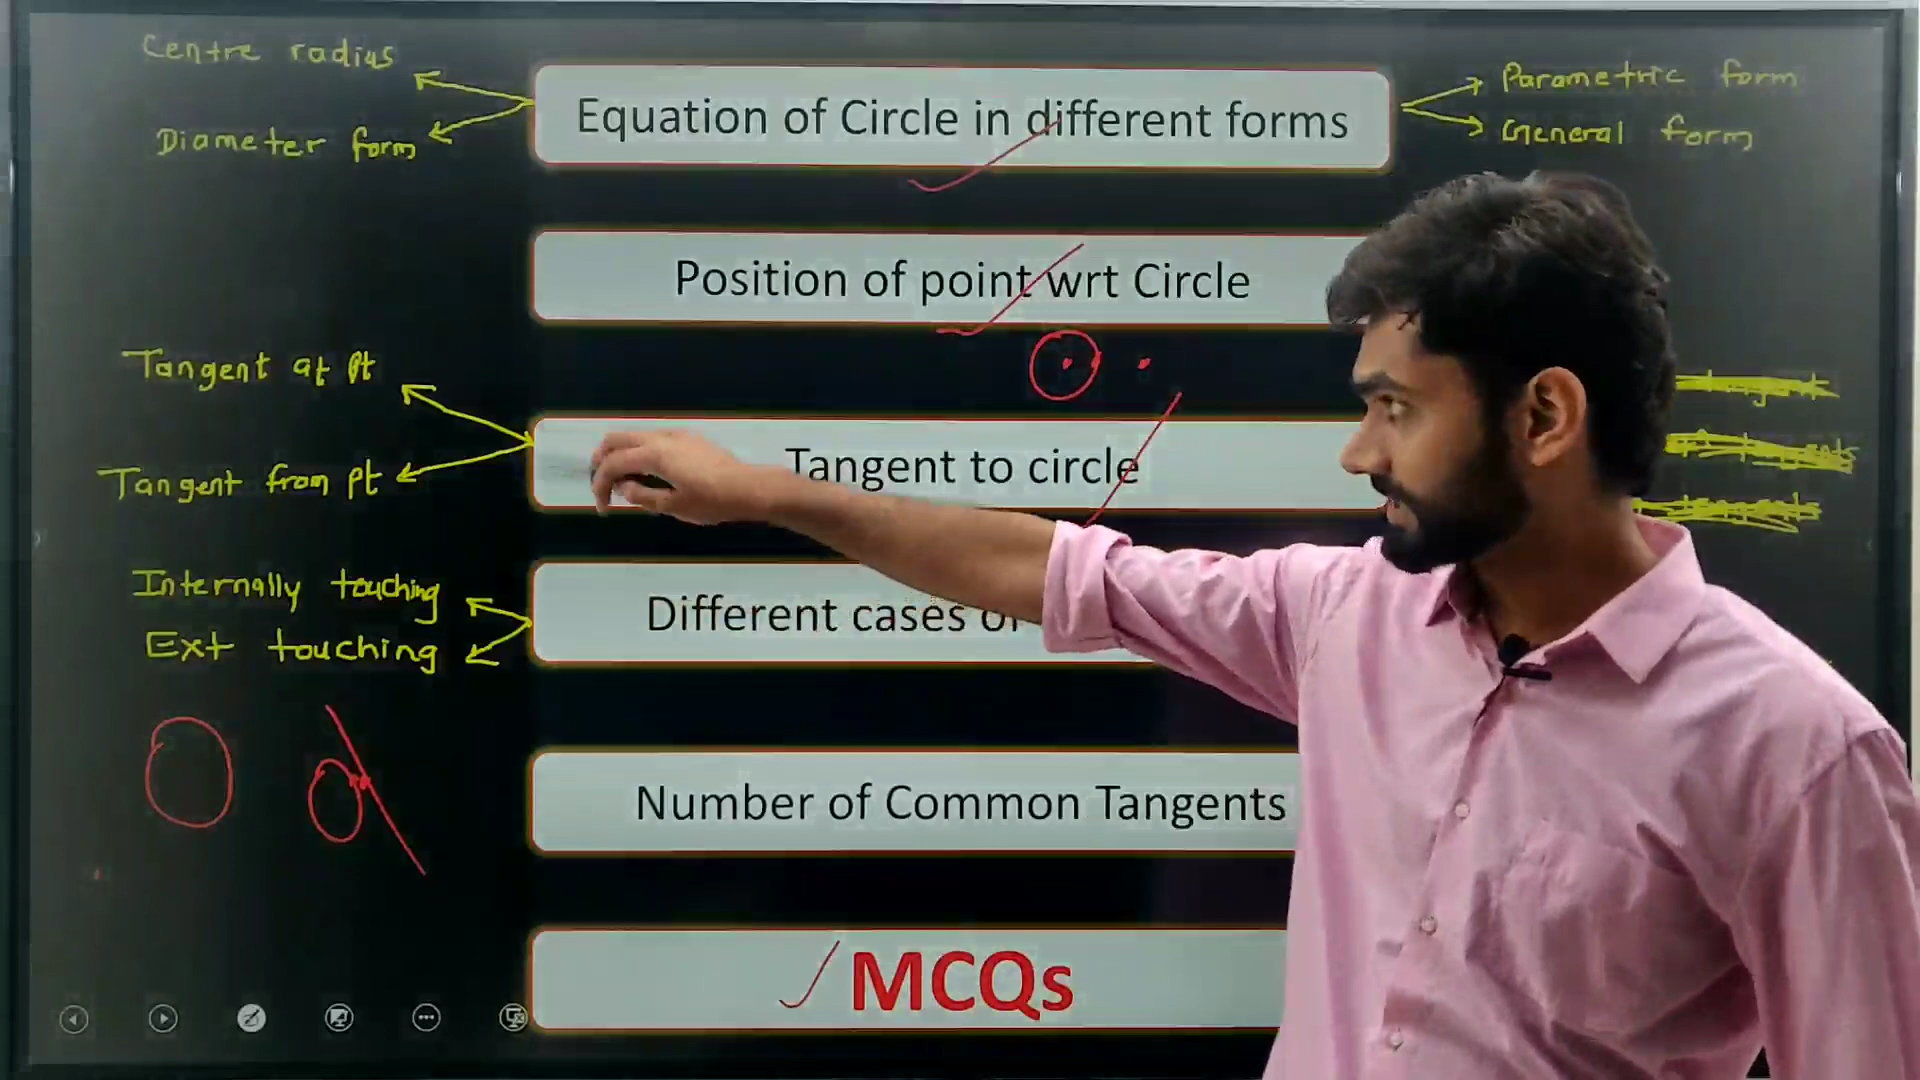 Centre radius
Diameter form
Equation of Circle in different forms
Parametric form
General form
Position of point wrt Circle
Tangent at pt
Tangent from pt
Tangent to circle
Internally touching
Ext touching
Different cases of
Number of Common Tangents
MCQs